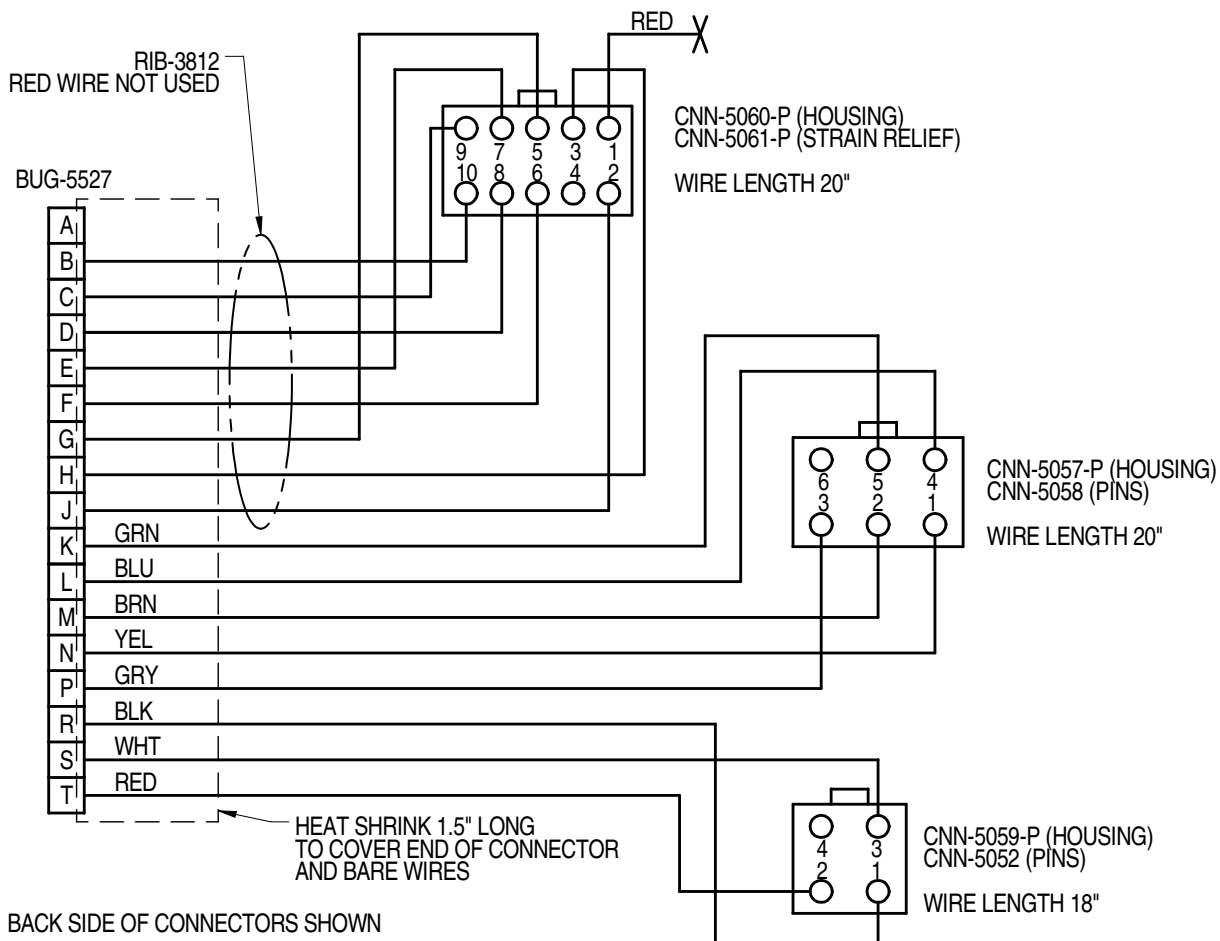 RED
RIB-3812
RED WIRE NOT USED
CNN-5060-P (HOUSING)
CNN-5061-P (STRAIN RELIEF)
WIRE LENGTH 20"
9 7 5 3 1
10 8 6 4 2
BUG-5527
A
B
C
D
E
F
G
H
J
K GRN
L BLU
M BRN
N YEL
P GRY
R BLK
S WHT
T RED
6 5 4
3 2 1
CNN-5057-P (HOUSING)
CNN-5058 (PINS)
WIRE LENGTH 20"
HEAT SHRINK 1.5" LONG
TO COVER END OF CONNECTOR
AND BARE WIRES
4 3
2 1
CNN-5059-P (HOUSING)
CNN-5052 (PINS)
WIRE LENGTH 18"
BACK SIDE OF CONNECTORS SHOWN